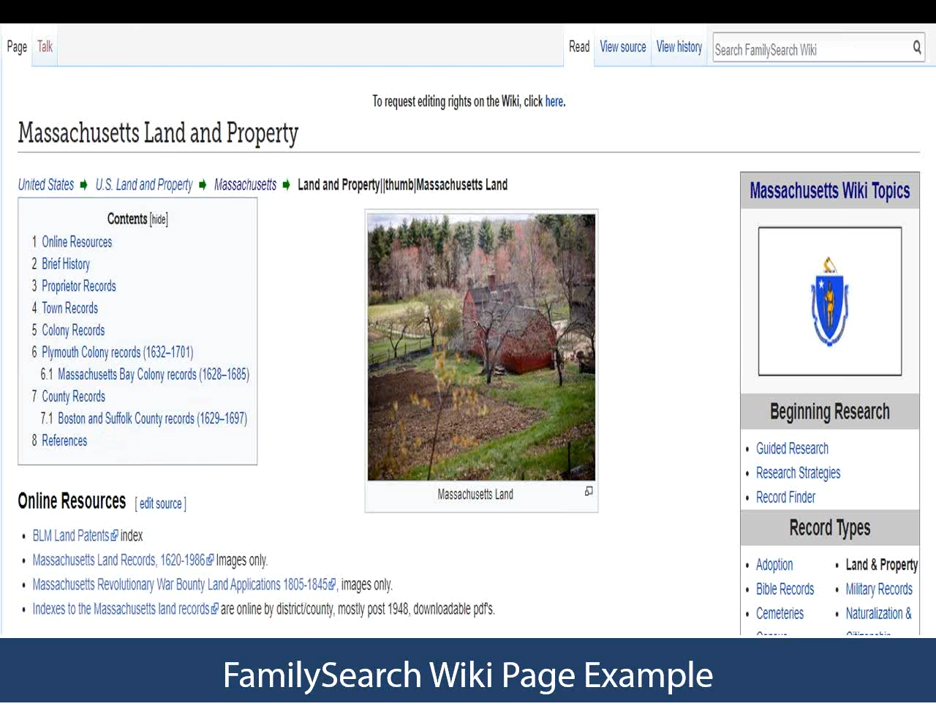 Page Talk Read View source View history Search FamilySearch Wiki
To request editing rights on the Wiki, click here.
Massachusetts Land and Property
United States U.S. Land and Property Massachusetts Land and Property||thumb|Massachusetts Land
Contents [hide]
1 Online Resources
2 Brief History
3 Proprietor Records
4 Town Records
5 Colony Records
6 Plymouth Colony records (1632–1701)
6.1 Massachusetts Bay Colony records (1628–1685)
7 County Records
7.1 Boston and Suffolk County records (1629–1697)
8 References
Massachusetts Land
Online Resources [ edit source ]
• BLM Land Patents index
• Massachusetts Land Records, 1620-1986 Images only.
• Massachusetts Revolutionary War Bounty Land Applications 1805-1845, images only.
• Indexes to the Massachusetts land records are online by district/county, mostly post 1948, downloadable pdf's.
Massachusetts Wiki Topics
Beginning Research
• Guided Research
• Research Strategies
• Record Finder
Record Types
• Adoption • Land & Property
• Bible Records • Military Records
• Cemeteries • Naturalization &
FamilySearch Wiki Page Example